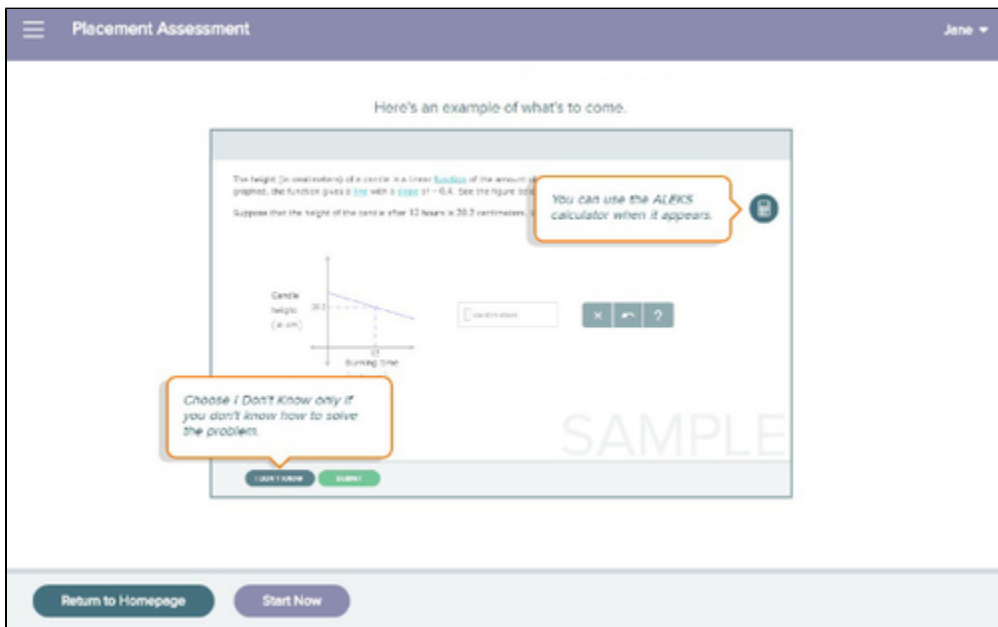 Placement Assessment
Jane
Here's an example of what's to come.
The height (in centimeters) of a candle is a linear function of the amount of
graphed, the function gives a line with a slope of −0.4. See the figure
Suppose that the height of the candle after 12 hours is 20.2 centimeters.
You can use the ALEKS
calculator when it appears.
Candle
height
(in cm)
20.2
12
Burning time
centimeters
× ?
Choose I Don't Know only if
you don't know how to solve
the problem.
SAMPLE
I DON'T KNOW
SUBMIT
Return to Homepage
Start Now